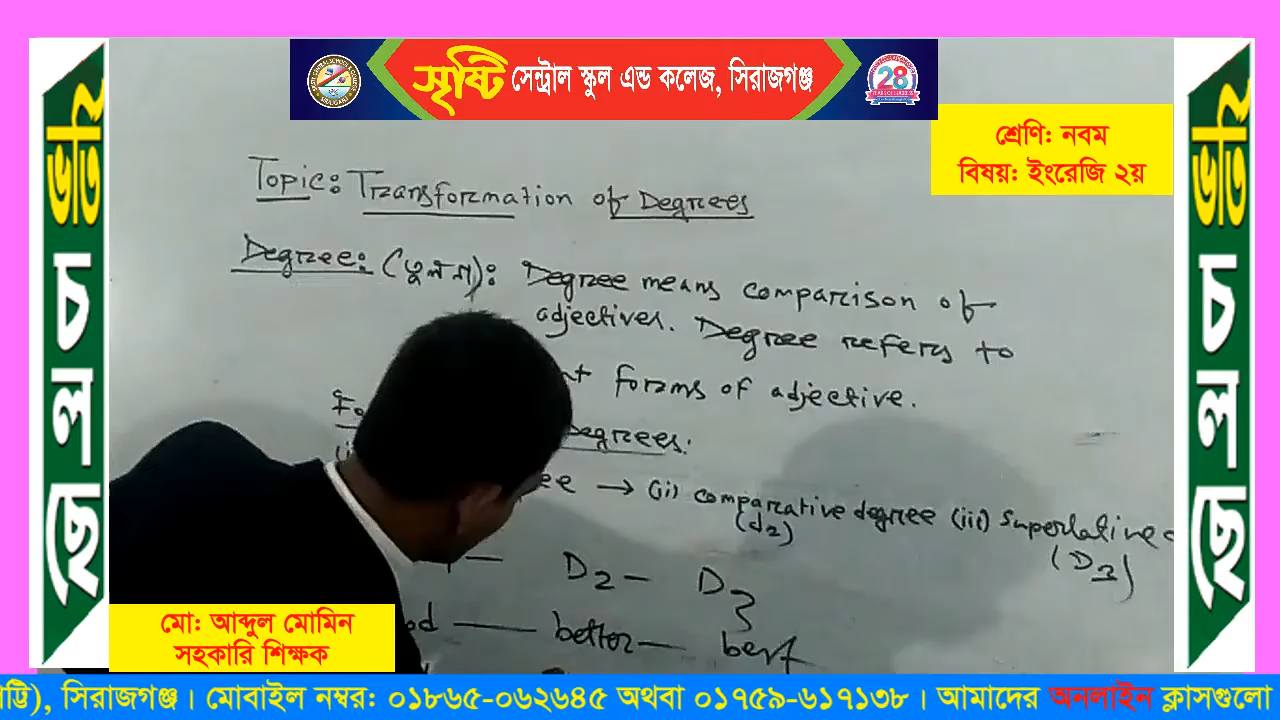 সৃষ্টি সেন্ট্রাল স্কুল এন্ড কলেজ, সিরাজগঞ্জ
28
শ্রেণি: নবম
বিষয়: ইংরেজি ২য়
ভর্তি চলছে
ভর্তি চলছে
Topic: Transformation of Degrees
Degree: (তুলনা): Degree means comparison of
adjectives. Degree refers to
forms of adjective.
Degrees:
→ (ii) comparative degree (iii) superlative
(d2) (D3)
— D2 — D3
— better — best
মো: আব্দুল মোমিন
সহকারি শিক্ষক
সিরাজগঞ্জ। মোবাইল নম্বর: ০১৮৬৫-০৬২৬৪৫ অথবা ০১৭৫৯-৬১৭১৩৮। আমাদের অনলাইন ক্লাসগুলো